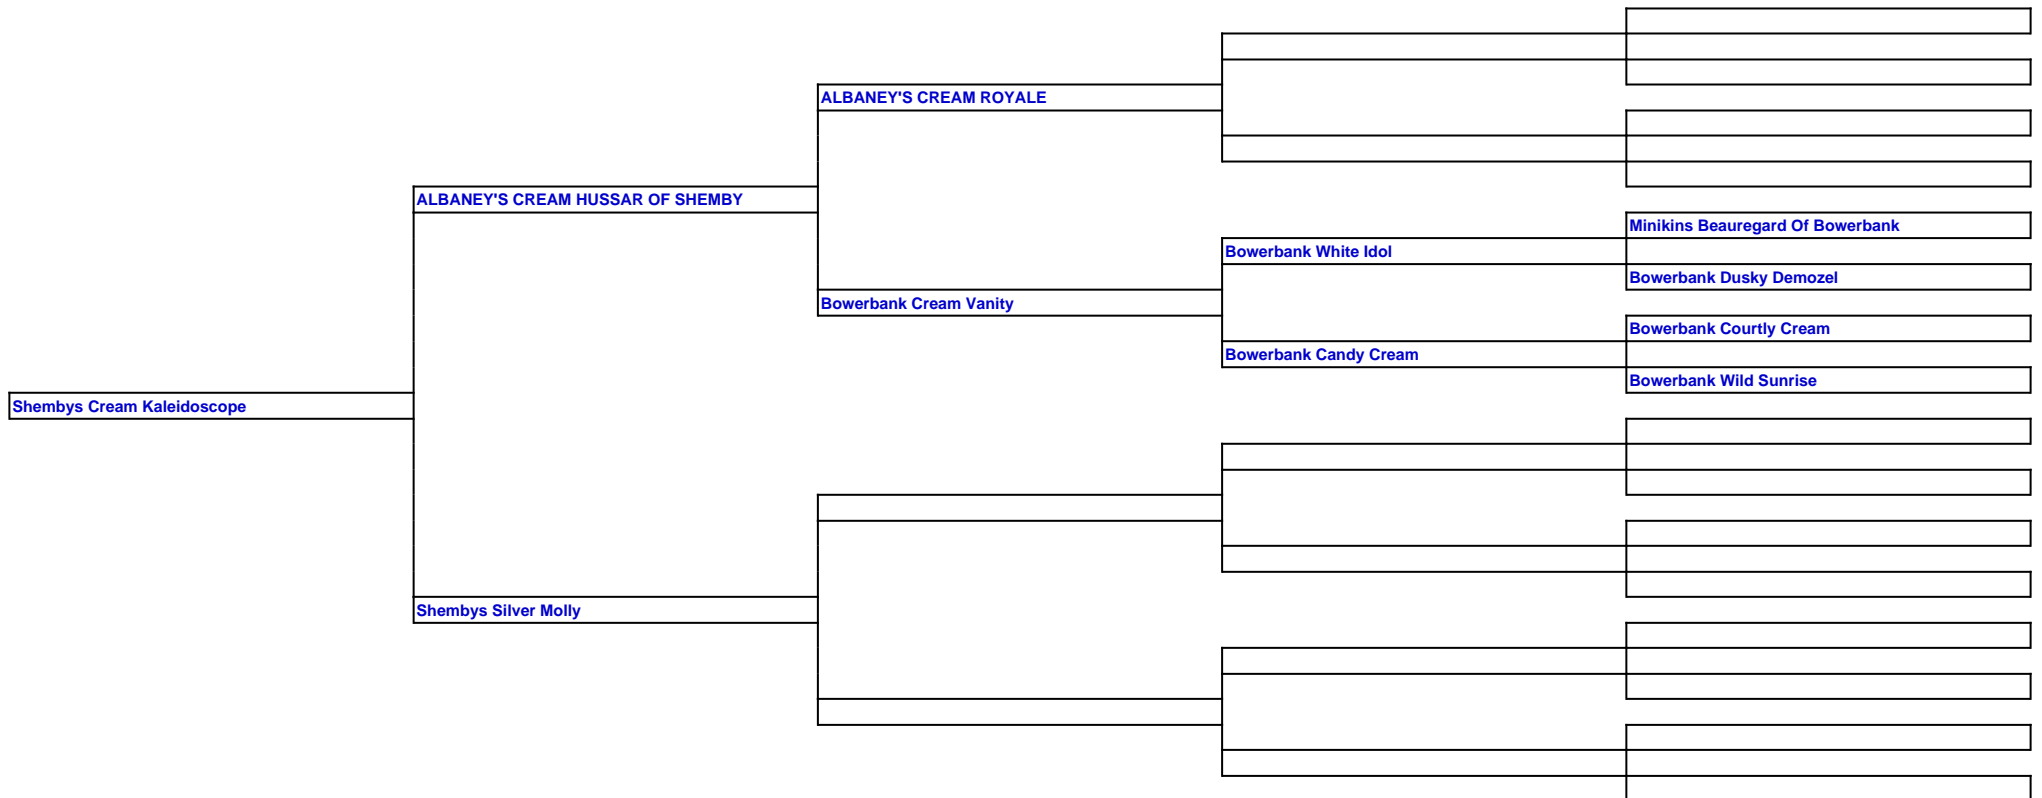 ALBANEY'S CREAM ROYALE
ALBANEY'S CREAM HUSSAR OF SHEMBY
Minikins Beauregard Of Bowerbank
Bowerbank White Idol
Bowerbank Dusky Demozel
Bowerbank Cream Vanity
Bowerbank Courtly Cream
Bowerbank Candy Cream
Bowerbank Wild Sunrise
Shembys Cream Kaleidoscope
Shembys Silver Molly